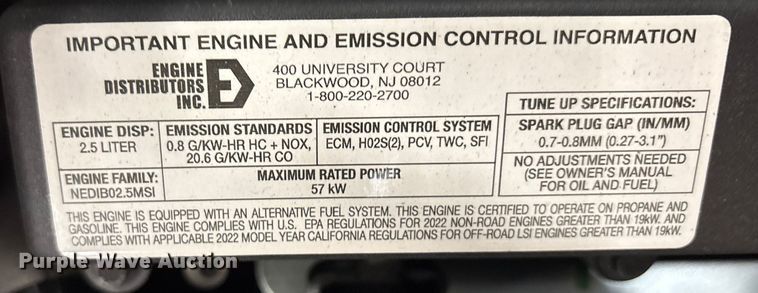 IMPORTANT ENGINE AND EMISSION CONTROL INFORMATION
ENGINE
DISTRIBUTORS
INC.
E
400 UNIVERSITY COURT
BLACKWOOD, NJ 08012
1-800-220-2700
ENGINE DISP:
2.5 LITER
EMISSION STANDARDS
0.8 G/KW-HR HC + NOX,
20.6 G/KW-HR CO
EMISSION CONTROL SYSTEM
ECM, H02S(2), PCV, TWC, SFI
ENGINE FAMILY:
NEDIB02.5MSI
MAXIMUM RATED POWER
57 kW
TUNE UP SPECIFICATIONS:
SPARK PLUG GAP (IN/MM)
0.7-0.8MM (0.27-3.1")
NO ADJUSTMENTS NEEDED
(SEE OWNER'S MANUAL
FOR OIL AND FUEL)
THIS ENGINE IS EQUIPPED WITH AN ALTERNATIVE FUEL SYSTEM. THIS ENGINE IS CERTIFIED TO OPERATE ON PROPANE AND
GASOLINE. THIS ENGINE COMPLIES WITH U.S. EPA REGULATIONS FOR 2022 NON-ROAD ENGINES GREATER THAN 19kW. AND
COMPLIES WITH APPLICABLE 2022 MODEL YEAR CALIFORNIA REGULATIONS FOR OFF-ROAD LSI ENGINES GREATER THAN 19kW.
Purple Wave Auction